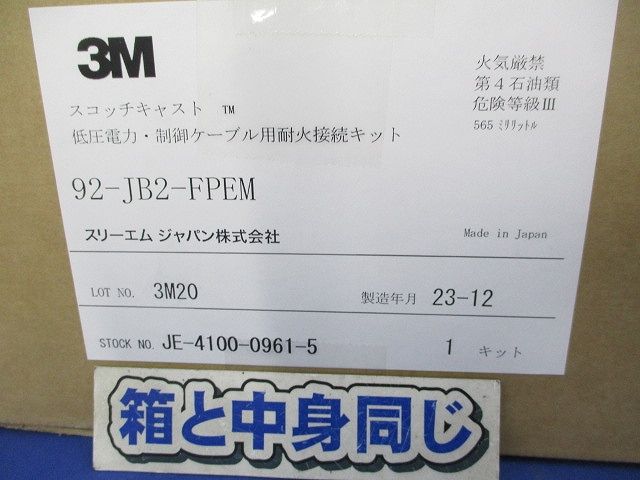 3M
火気厳禁
第4石油類
危険等級Ⅲ
565 ミリリットル
スコッチキャスト ™
低圧電力・制御ケーブル用耐火接続キット
92-JB2-FPEM
スリーエム ジャパン株式会社
Made in Japan
LOT NO. 3M20 製造年月 23-12
STOCK NO. JE-4100-0961-5 1 キット
箱と中身同じ